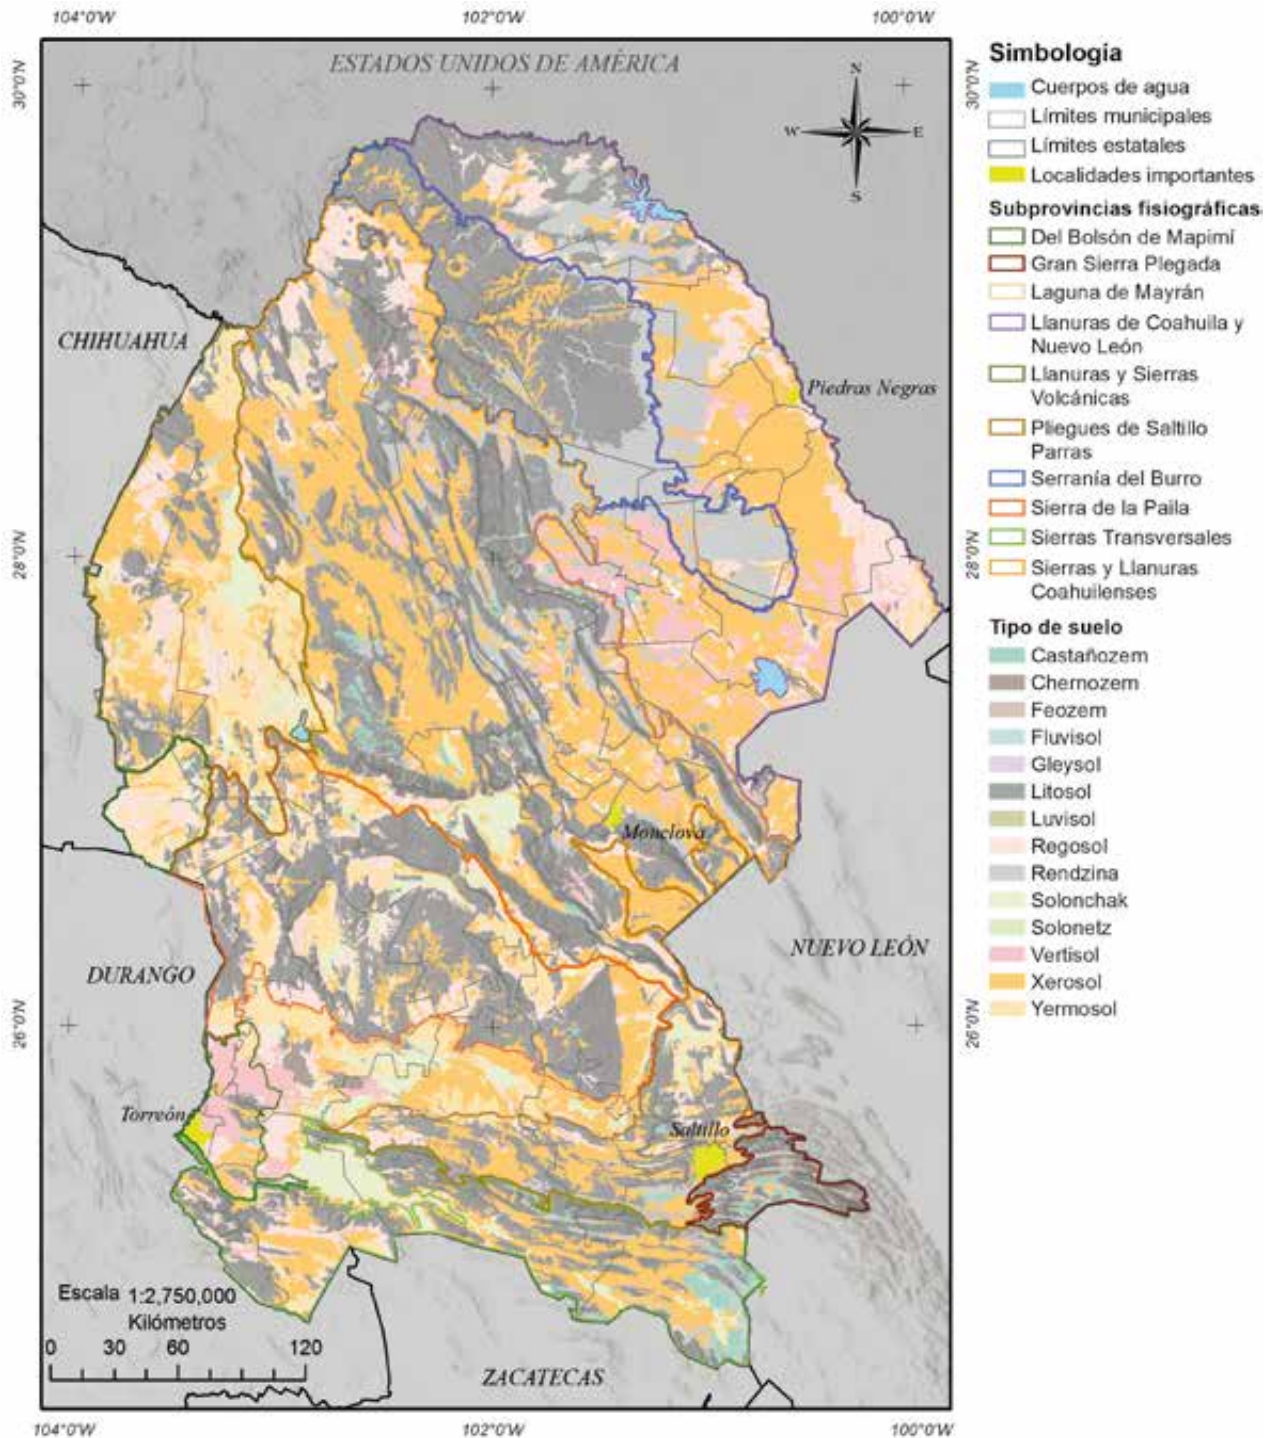 104°0'W
102°0'W
100°0'W
30°0'N
30°0'N
28°0'N
28°0'N
26°0'N
26°0'N
ESTADOS UNIDOS DE AMÉRICA
N
W
E
S
CHIHUAHUA
Piedras Negras
Monclova
NUEVO LEÓN
DURANGO
Torreón
Saltillo
ZACATECAS
Escala 1:2,750,000
Kilómetros
0 30 60 120
104°0'W
102°0'W
100°0'W
Simbología
Cuerpos de agua
Límites municipales
Límites estatales
Localidades importantes
Subprovincias fisiográficas
Del Bolsón de Mapimí
Gran Sierra Plegada
Laguna de Mayrán
Llanuras de Coahuila y
Nuevo León
Llanuras y Sierras
Volcánicas
Pliegues de Saltillo
Parras
Serranía del Burro
Sierra de la Paila
Sierras Transversales
Sierras y Llanuras
Coahuilenses
Tipo de suelo
Castañozem
Chernozem
Feozem
Fluvisol
Gleysol
Litosol
Luvisol
Regosol
Rendzina
Solonchak
Solonetz
Vertisol
Xerosol
Yermosol